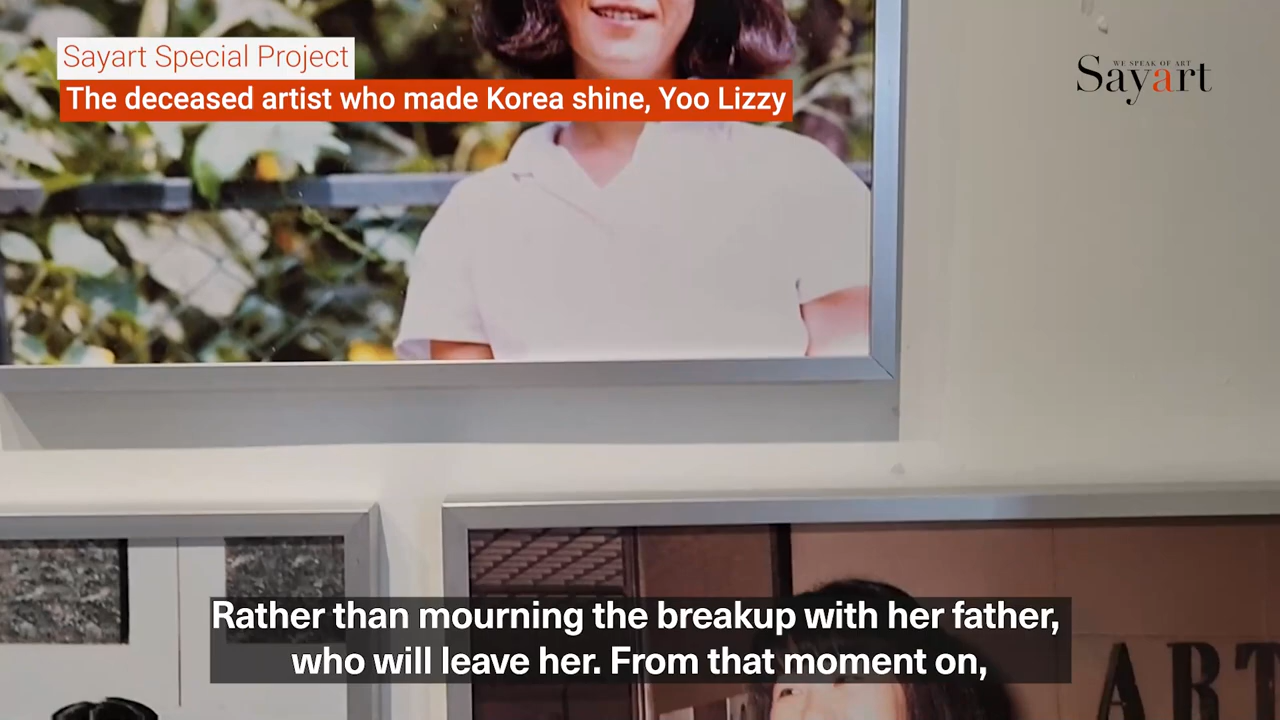 Sayart Special Project
The deceased artist who made Korea shine, Yoo Lizzy
WE SPEAK OF ART
Sayart
Rather than mourning the breakup with her father,
who will leave her. From that moment on,
ART